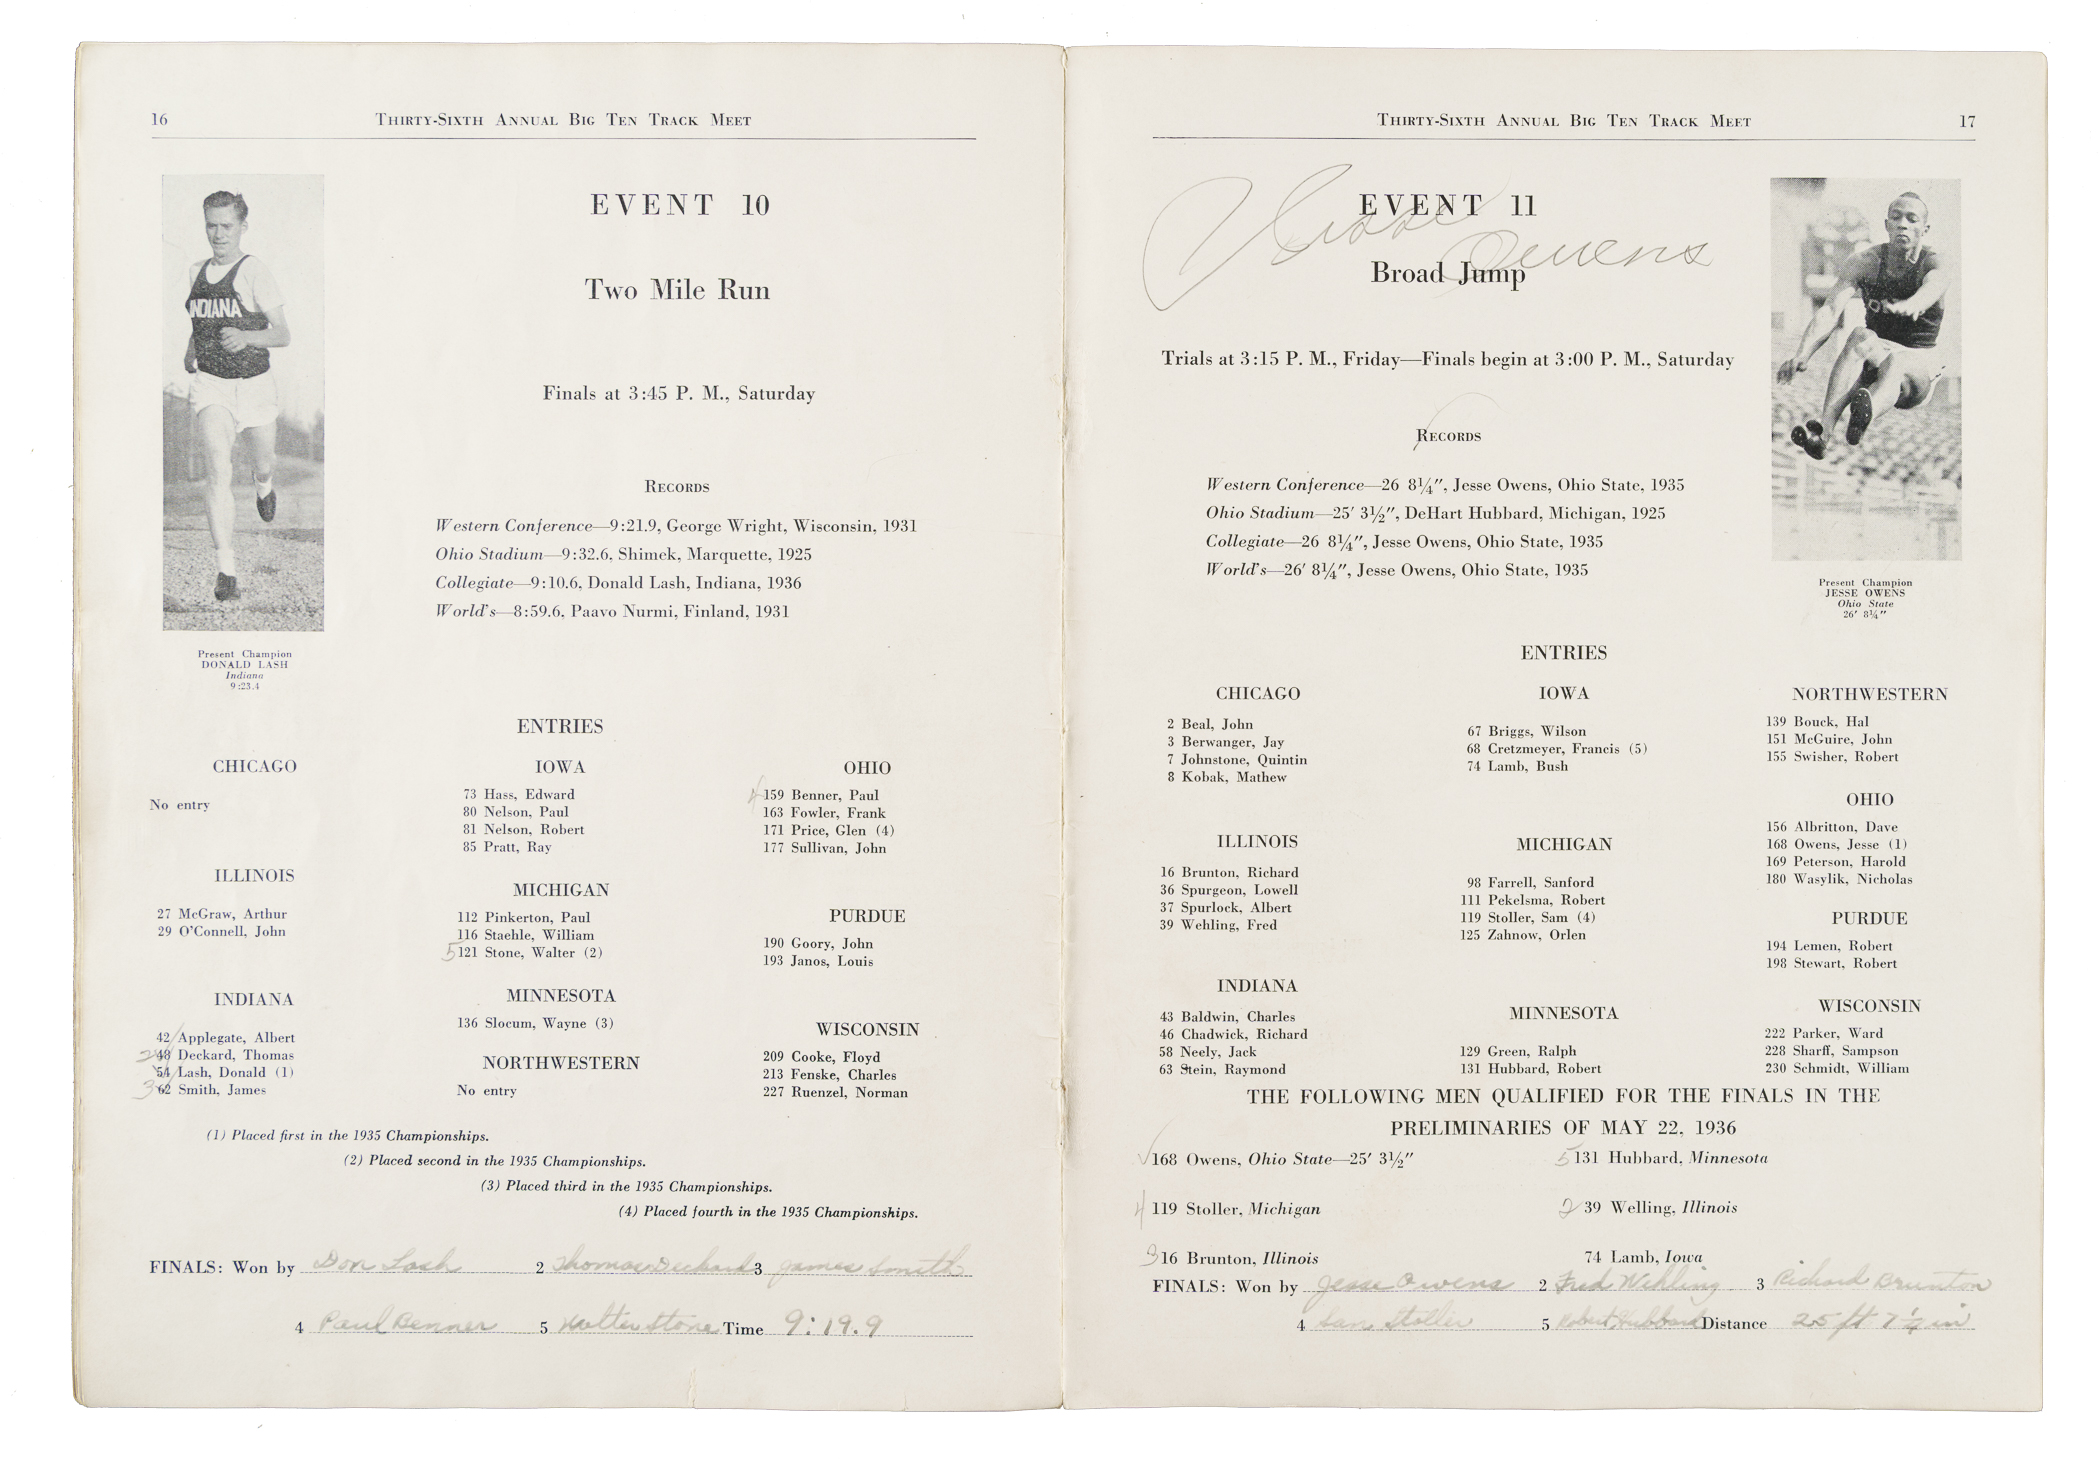 16
THIRTY-SIXTH ANNUAL BIG TEN TRACK MEET
INDIANA
Present Champion
DONALD LASH
Indiana
9:23.4
EVENT 10
Two Mile Run
Finals at 3:45 P. M., Saturday
RECORDS
Western Conference—9:21.9, George Wright, Wisconsin, 1931
Ohio Stadium—9:32.6, Shimek, Marquette, 1925
Collegiate—9:10.6, Donald Lash, Indiana, 1936
World's—8:59.6, Paavo Nurmi, Finland, 1931
ENTRIES
CHICAGO
No entry
ILLINOIS
27 McGraw, Arthur
29 O'Connell, John
INDIANA
42 Applegate, Albert
2 48 Deckard, Thomas
54 Lash, Donald (1)
3 62 Smith, James
IOWA
73 Hass, Edward
80 Nelson, Paul
81 Nelson, Robert
85 Pratt, Ray
MICHIGAN
112 Pinkerton, Paul
116 Staehle, William
5 121 Stone, Walter (2)
MINNESOTA
136 Slocum, Wayne (3)
NORTHWESTERN
No entry
OHIO
4 159 Benner, Paul
163 Fowler, Frank
171 Price, Glen (4)
177 Sullivan, John
PURDUE
190 Goory, John
193 Janos, Louis
WISCONSIN
209 Cooke, Floyd
213 Fenske, Charles
227 Ruenzel, Norman
(1) Placed first in the 1935 Championships.
(2) Placed second in the 1935 Championships.
(3) Placed third in the 1935 Championships.
(4) Placed fourth in the 1935 Championships.
FINALS: Won by Don Lash 2 Thomas Deckard 3 James Smith
4 Paul Benner 5 Walter Stone Time 9:19.9
THIRTY-SIXTH ANNUAL BIG TEN TRACK MEET
17
EVENT 11
Jesse Owens
Broad Jump
Trials at 3:15 P. M., Friday—Finals begin at 3:00 P. M., Saturday
RECORDS
Western Conference—26 8¼", Jesse Owens, Ohio State, 1935
Ohio Stadium—25' 3½", DeHart Hubbard, Michigan, 1925
Collegiate—26 8¼", Jesse Owens, Ohio State, 1935
World's—26' 8¼", Jesse Owens, Ohio State, 1935
Present Champion
JESSE OWENS
Ohio State
26' 8¼"
ENTRIES
CHICAGO
2 Beal, John
3 Berwanger, Jay
7 Johnstone, Quintin
8 Kobak, Mathew
ILLINOIS
16 Brunton, Richard
36 Spurgeon, Lowell
37 Spurlock, Albert
39 Wehling, Fred
INDIANA
43 Baldwin, Charles
46 Chadwick, Richard
58 Neely, Jack
63 Stein, Raymond
IOWA
67 Briggs, Wilson
68 Cretzmeyer, Francis (5)
74 Lamb, Bush
MICHIGAN
98 Farrell, Sanford
111 Pekelsma, Robert
119 Stoller, Sam (4)
125 Zahnow, Orlen
MINNESOTA
129 Green, Ralph
131 Hubbard, Robert
NORTHWESTERN
139 Bouck, Hal
151 McGuire, John
155 Swisher, Robert
OHIO
156 Albritton, Dave
168 Owens, Jesse (1)
169 Peterson, Harold
180 Wasylik, Nicholas
PURDUE
194 Lemen, Robert
198 Stewart, Robert
WISCONSIN
222 Parker, Ward
228 Sharff, Sampson
230 Schmidt, William
THE FOLLOWING MEN QUALIFIED FOR THE FINALS IN THE
PRELIMINARIES OF MAY 22, 1936
168 Owens, Ohio State—25' 3½"
5 131 Hubbard, Minnesota
4 119 Stoller, Michigan
2 39 Welling, Illinois
3 16 Brunton, Illinois
74 Lamb, Iowa
FINALS: Won by Jesse Owens 2 Fred Wehling 3 Richard Brunton
4 Sam Stoller 5 Robert Hubbard Distance 25 ft 7¼ in